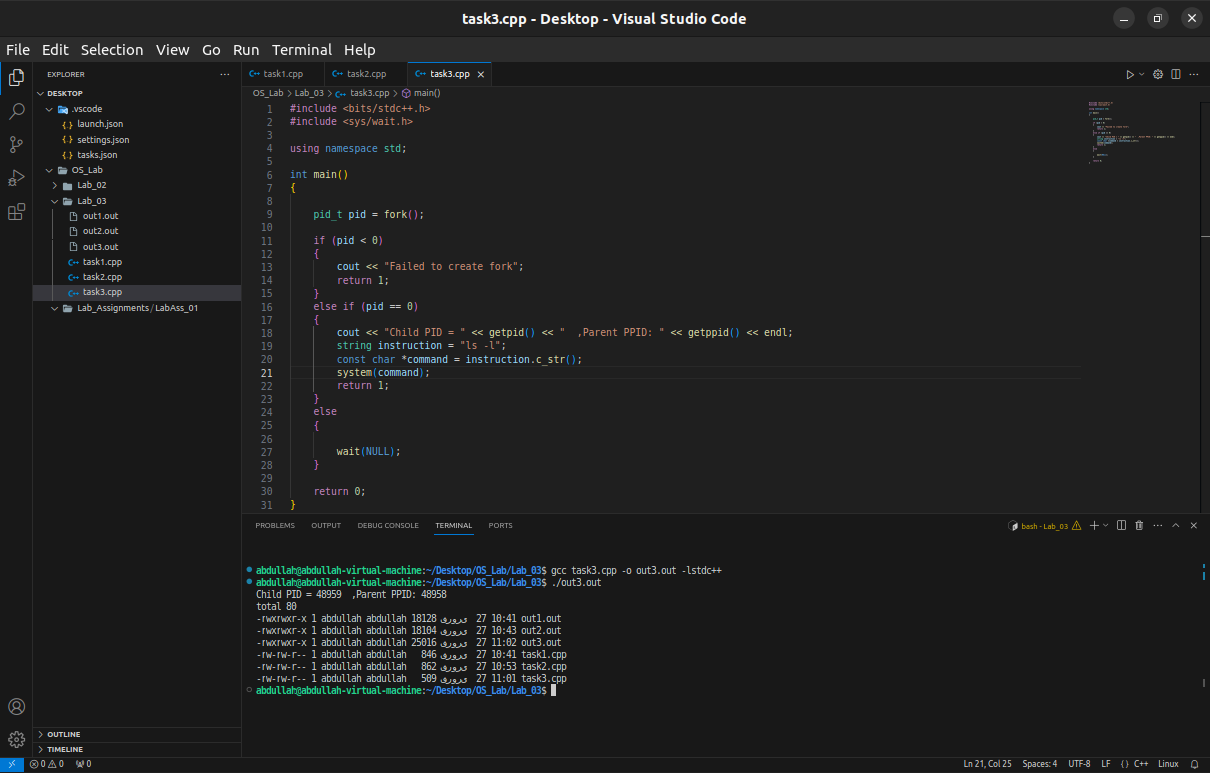 task3.cpp - Desktop - Visual Studio Code
File Edit Selection View Go Run Terminal Help
EXPLORER
DESKTOP
.vscode
launch.json
settings.json
tasks.json
OS_Lab
Lab_02
Lab_03
out1.out
out2.out
out3.out
task1.cpp
task2.cpp
task3.cpp
Lab_Assignments / LabAss_01
OUTLINE
TIMELINE
task1.cpp task2.cpp task3.cpp
OS_Lab > Lab_03 > task3.cpp > main()
1 #include <bits/stdc++.h>
2 #include <sys/wait.h>
3
4 using namespace std;
5
6 int main()
7 {
8
9 pid_t pid = fork();
10
11 if (pid < 0)
12 {
13 cout << "Failed to create fork";
14 return 1;
15 }
16 else if (pid == 0)
17 {
18 cout << "Child PID = " << getpid() << "  ,Parent PPID: " << getppid() << endl;
19 string instruction = "ls -l";
20 const char *command = instruction.c_str();
21 system(command);
22 return 1;
23 }
24 else
25 {
26
27 wait(NULL);
28 }
29
30 return 0;
31 }
PROBLEMS OUTPUT DEBUG CONSOLE TERMINAL PORTS
bash - Lab_03
abdullah@abdullah-virtual-machine:~/Desktop/OS_Lab/Lab_03$ gcc task3.cpp -o out3.out -lstdc++
abdullah@abdullah-virtual-machine:~/Desktop/OS_Lab/Lab_03$ ./out3.out
Child PID = 48959  ,Parent PPID: 48958
total 80
-rwxrwxr-x 1 abdullah abdullah 18128 فروری 27 10:41 out1.out
-rwxrwxr-x 1 abdullah abdullah 18104 فروری 27 10:43 out2.out
-rwxrwxr-x 1 abdullah abdullah 25016 فروری 27 11:02 out3.out
-rw-rw-r-- 1 abdullah abdullah   846 فروری 27 10:41 task1.cpp
-rw-rw-r-- 1 abdullah abdullah   862 فروری 27 10:53 task2.cpp
-rw-rw-r-- 1 abdullah abdullah   509 فروری 27 11:01 task3.cpp
abdullah@abdullah-virtual-machine:~/Desktop/OS_Lab/Lab_03$
0 0 0 Ln 21, Col 25 Spaces: 4 UTF-8 LF {} C++ Linux